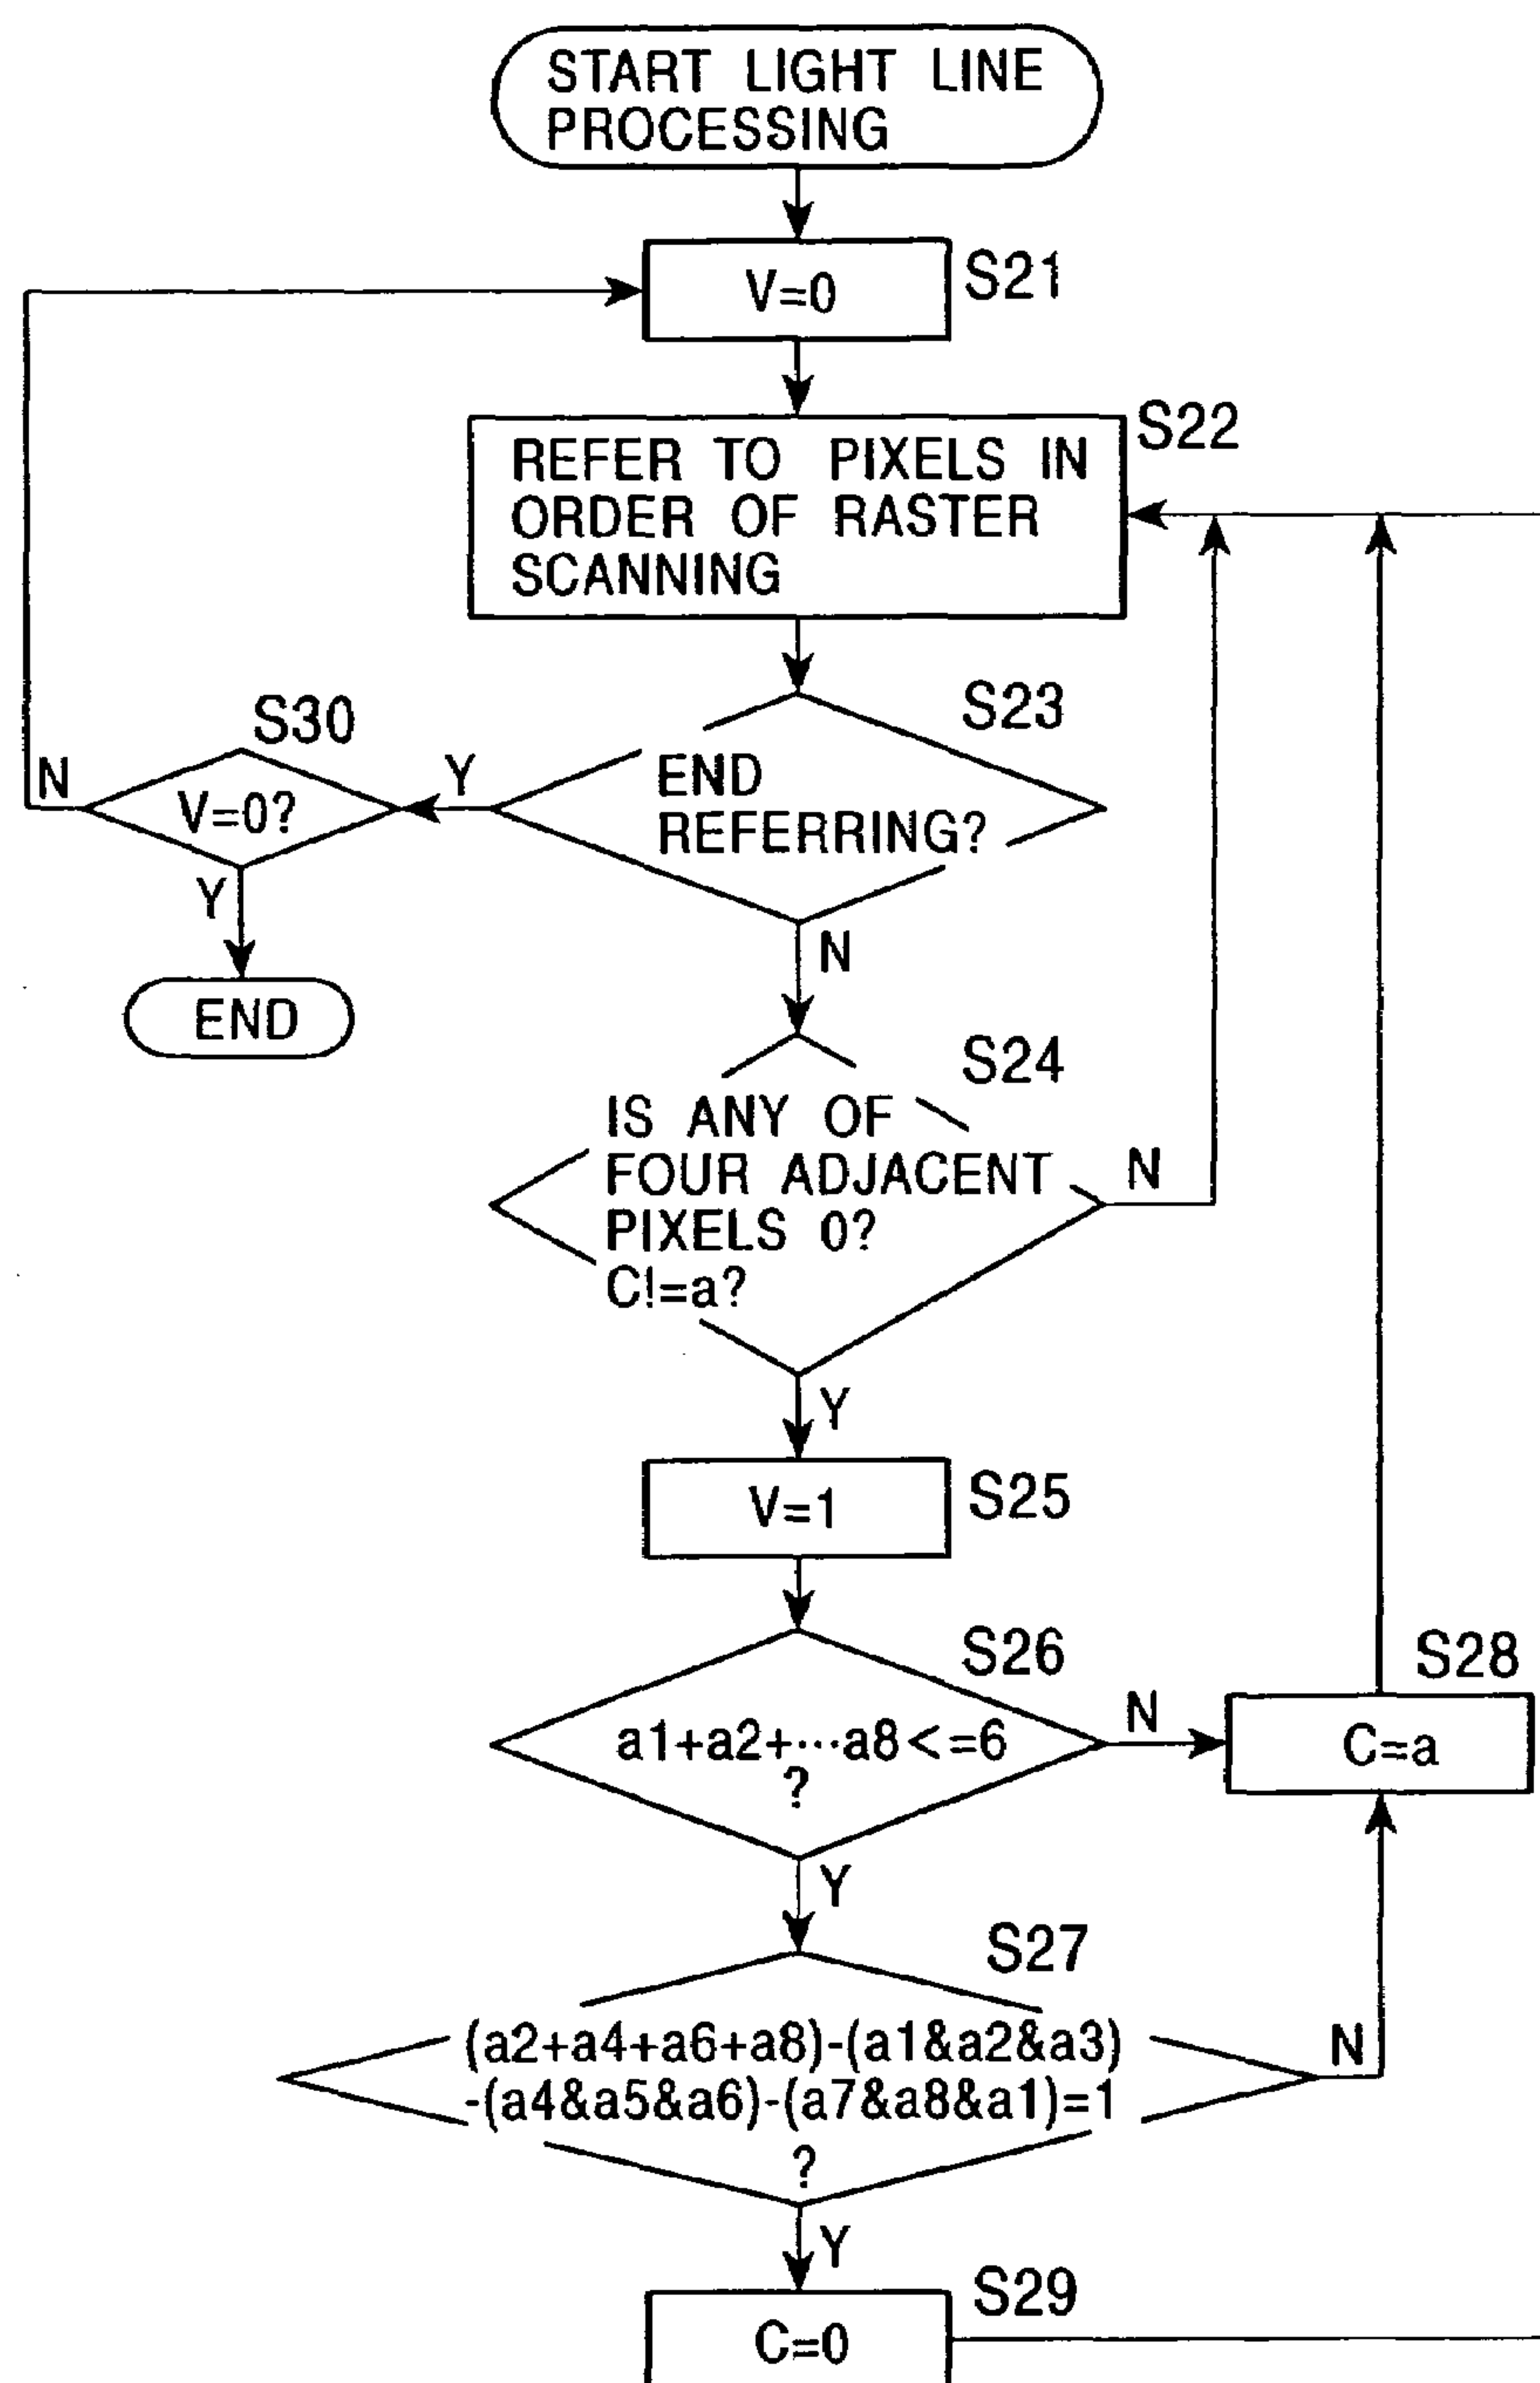 START LIGHT LINE
PROCESSING
V=0
S21
REFER TO PIXELS IN
ORDER OF RASTER
SCANNING
S22
S23
END
REFERRING?
S30
V=0?
N
Y
Y
END
N
S24
IS ANY OF
FOUR ADJACENT
PIXELS 0?
C!=a?
N
Y
V=1
S25
S26
a1+a2+···a8<=6
?
N
S28
C=a
Y
S27
(a2+a4+a6+a8)-(a1&a2&a3)
-(a4&a5&a6)-(a7&a8&a1)=1
?
N
Y
S29
C=0